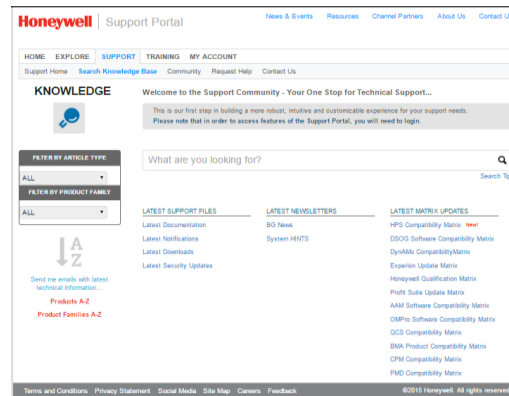 Honeywell | Support Portal
News & Events Resources Channel Partners About Us Contact U
HOME EXPLORE SUPPORT TRAINING MY ACCOUNT
Support Home Search Knowledge Base Community Request Help Contact Us
KNOWLEDGE
Welcome to the Support Community - Your One Stop for Technical Support...
This is our first step in building a more robust, intuitive and customizable experience for your support needs.
Please note that in order to access features of the Support Portal, you will need to login.
FILTER BY ARTICLE TYPE
ALL
FILTER BY PRODUCT FAMILY
ALL
What are you looking for?
Search Tip
A
Z
Send me emails with latest
technical information...
Products A-Z
Product Families A-Z
LATEST SUPPORT FILES
Latest Documentation
Latest Notifications
Latest Downloads
Latest Security Updates
LATEST NEWSLETTERS
BG News
System HINTS
LATEST MATRIX UPDATES
HPS Compatibility Matrix New!
DSOG Software Compatibility Matrix
DynAMo CompatibilityMatrix
Experion Update Matrix
Honeywell Qualification Matrix
Profit Suite Update Matrix
AAM Software Compatibility Matrix
OMPro Software Compatibility Matrix
QCS Compatibility Matrix
BMA Product Compatibility Matrix
CPM Compatibility Matrix
PMD Compatibility Matrix
Terms and Conditions Privacy Statement Social Media Site Map Careers Feedback
©2015 Honeywell. All rights reserved